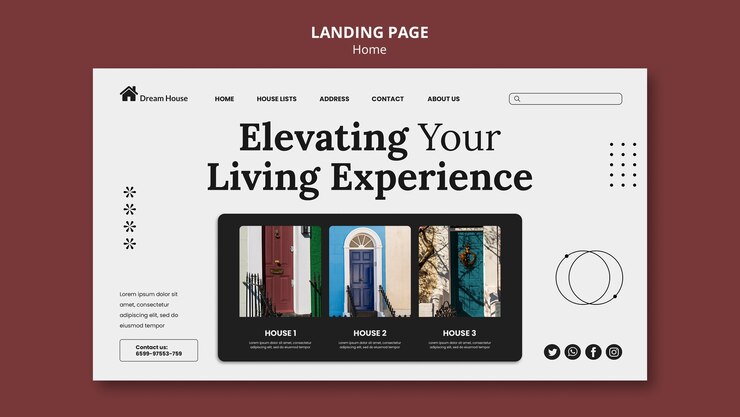 LANDING PAGE
Home
Dream House
HOME
HOUSE LISTS
ADDRESS
CONTACT
ABOUT US
Elevating Your
Living Experience
Lorem ipsum dolor sit
amet, consectetur
adipiscing elit, sed do
eiusmod tempor
Contact us:
6599-97553-759
HOUSE 1
Lorem ipsum dolor sit amet, consectetur
adipiscing elit, sed do eiusmod tempor
HOUSE 2
Lorem ipsum dolor sit amet, consectetur
adipiscing elit, sed do eiusmod tempor
HOUSE 3
Lorem ipsum dolor sit amet, consectetur
adipiscing elit, sed do eiusmod tempor